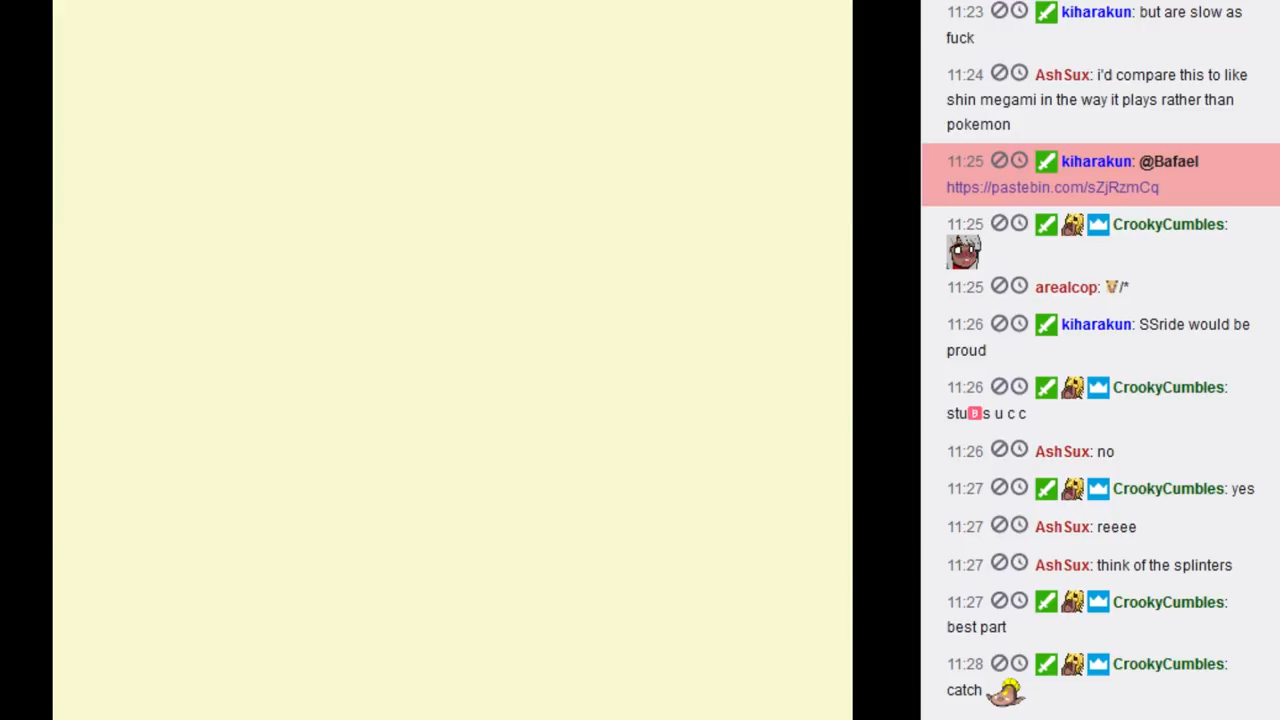 11:23 kiharakun: but are slow as
fuck
11:24 AshSux: i'd compare this to like
shin megami in the way it plays rather than
pokemon
11:25 kiharakun: @Bafael
https://pastebin.com/sZjRzmCq
11:25 CrookyCumbles:
11:25 arealcop: /*
11:26 kiharakun: SSride would be
proud
11:26 CrookyCumbles:
stu🅱s u c c
11:26 AshSux: no
11:27 CrookyCumbles: yes
11:27 AshSux: reeee
11:27 AshSux: think of the splinters
11:27 CrookyCumbles:
best part
11:28 CrookyCumbles:
catch